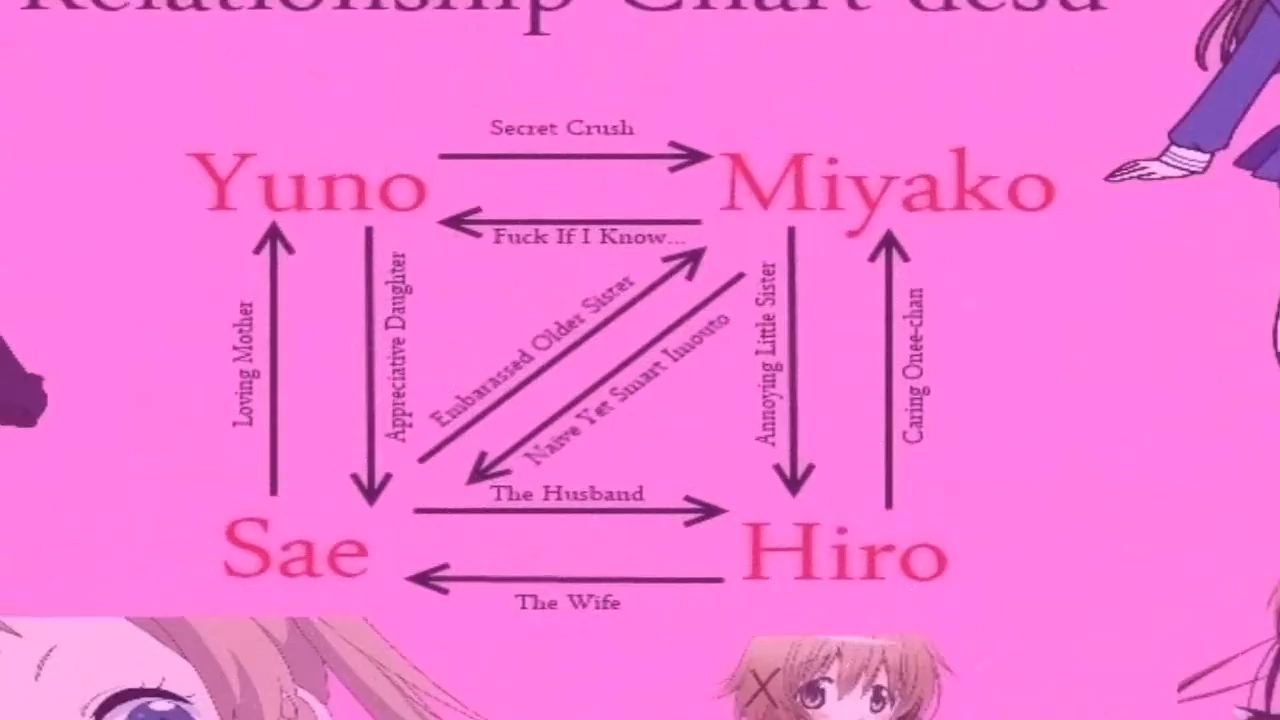 Relationship Chart desu
Secret Crush
Yuno
Miyako
Fuck If I Know...
Loving Mother
Appreciative Daughter
Embarassed Older Sister
Naive Yet Smart Imouto
Annoying Little Sister
Caring Onee-chan
The Husband
Sae
Hiro
The Wife